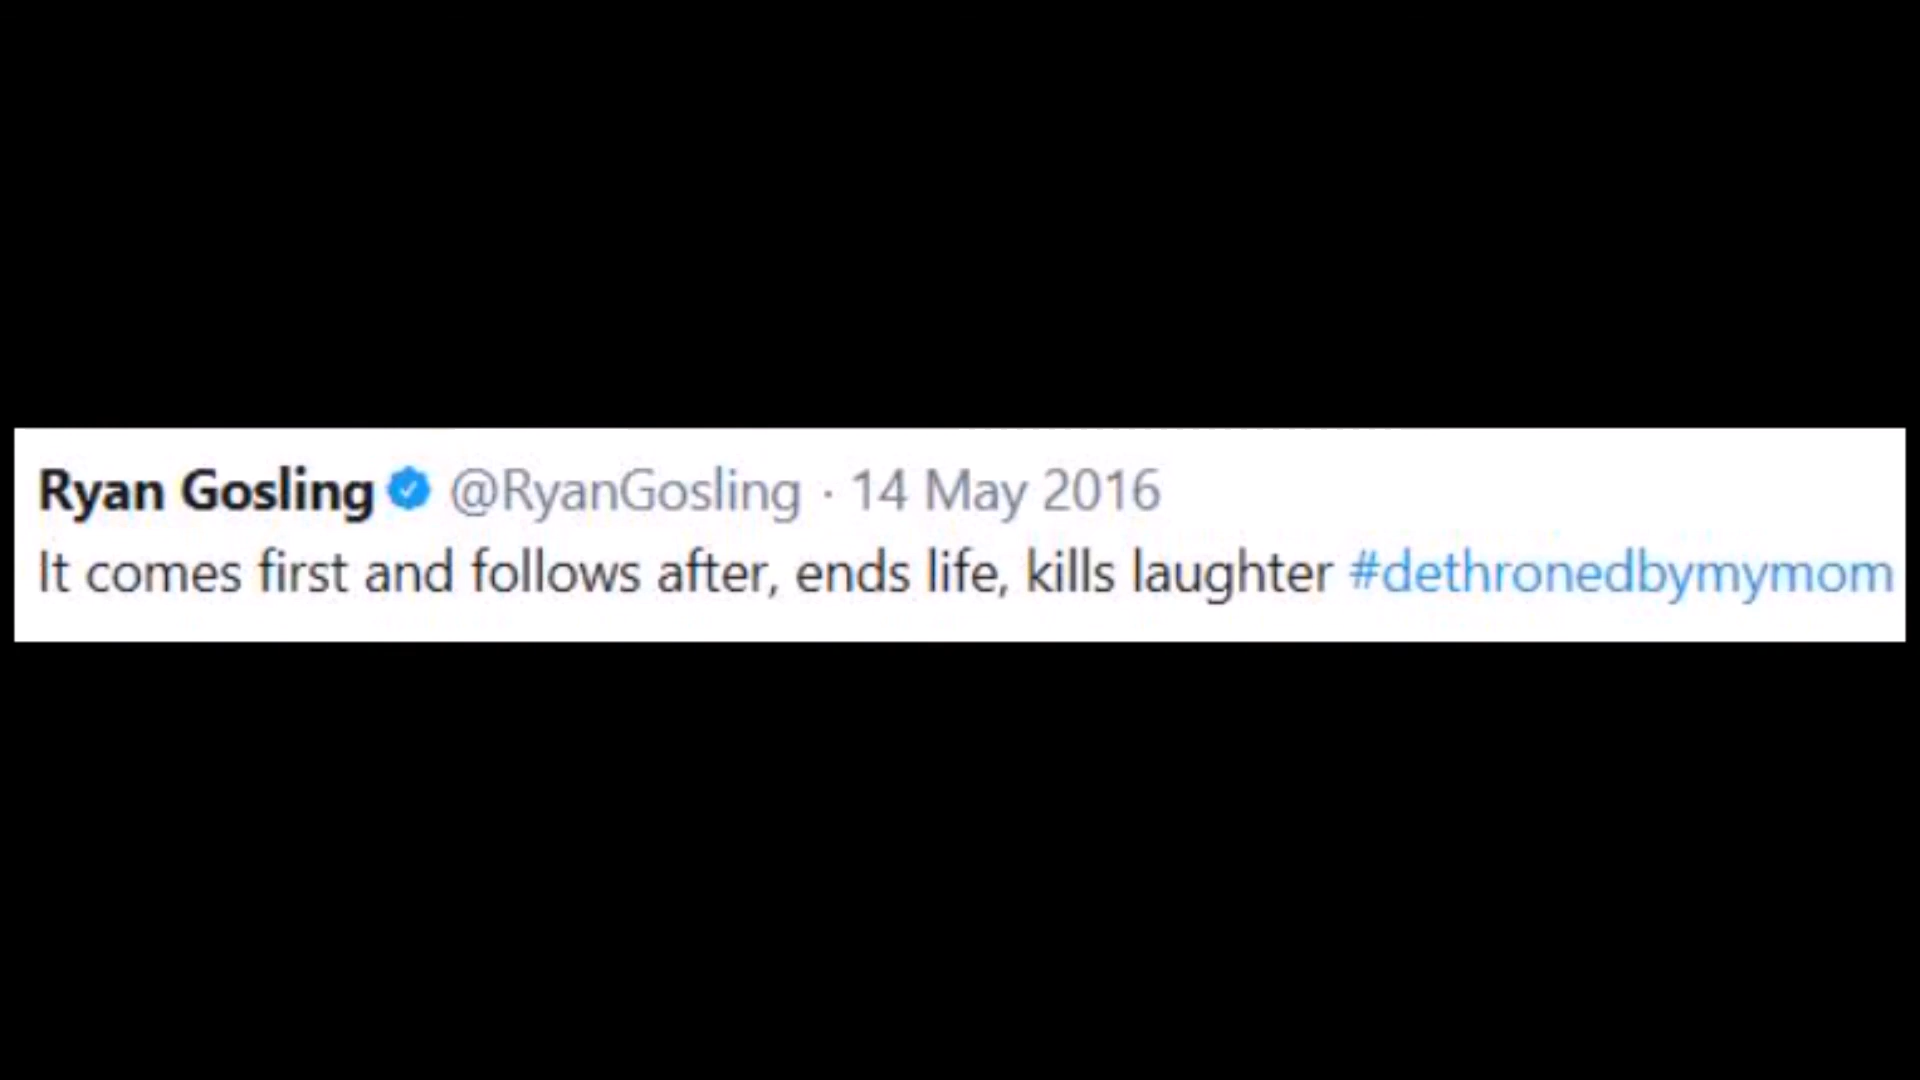 Ryan Gosling @RyanGosling · 14 May 2016
It comes first and follows after, ends life, kills laughter #dethronedbymymom